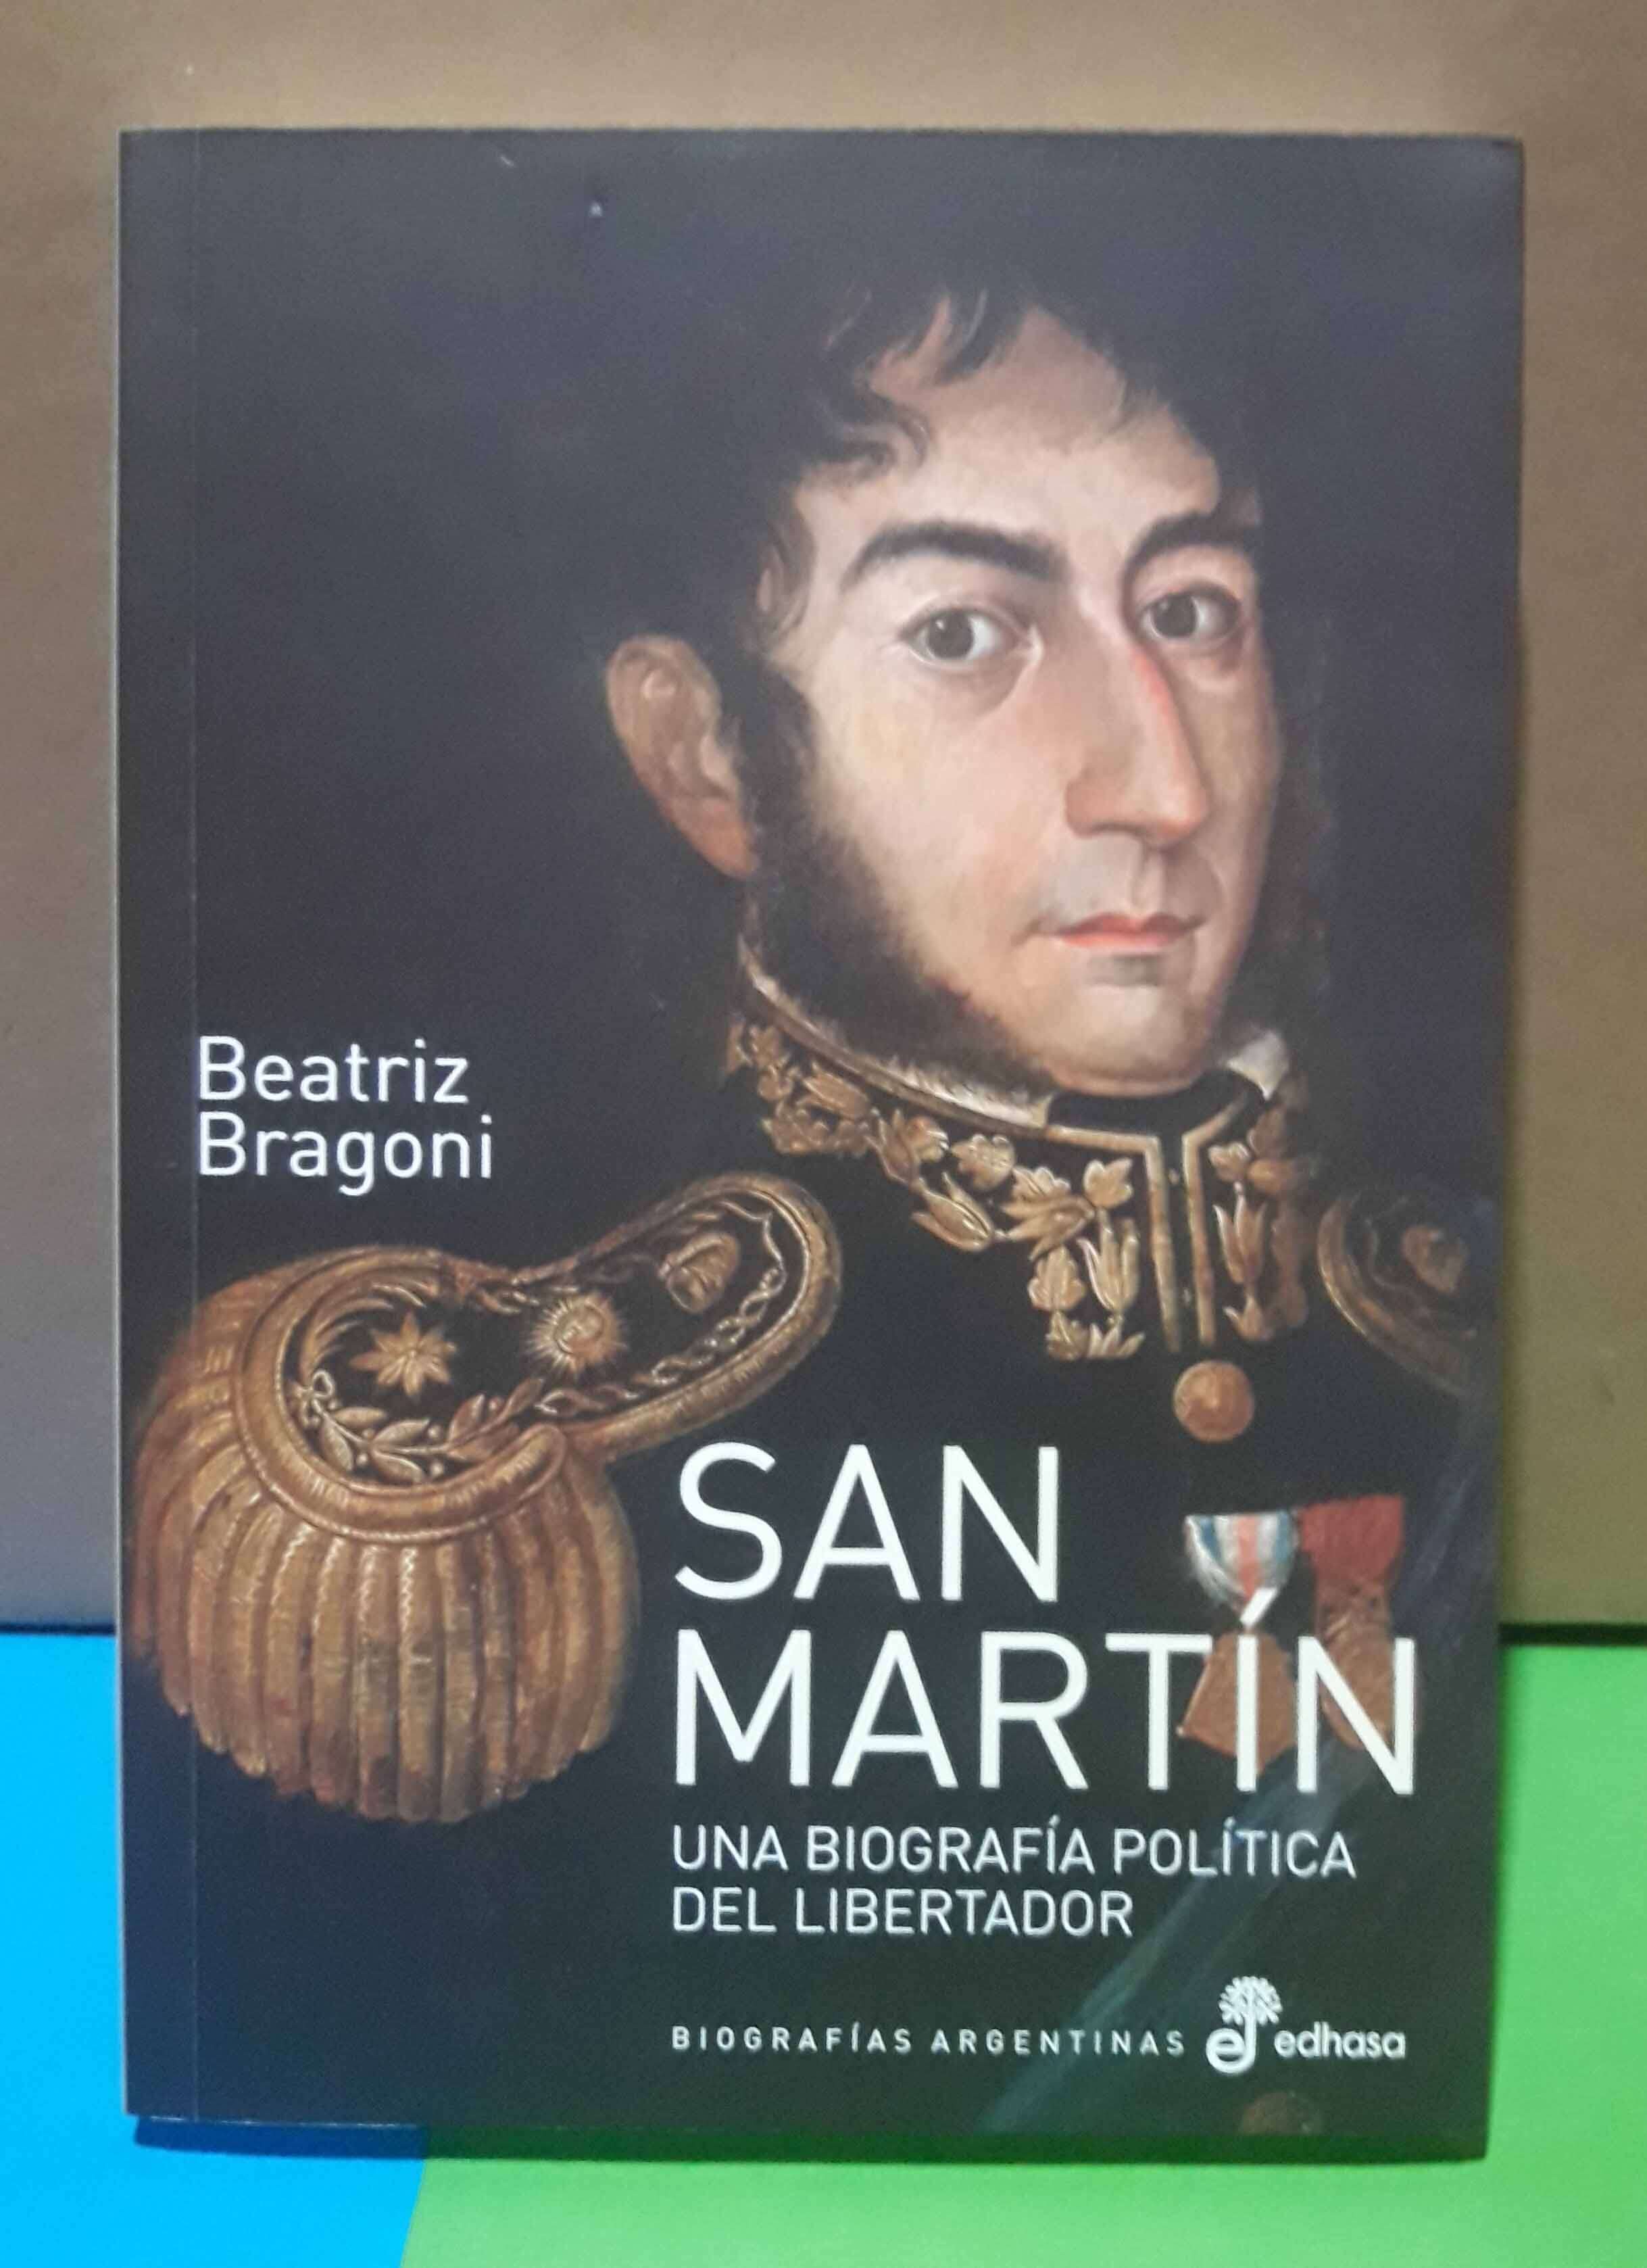 Beatriz
Bragoni
SAN
MARTÍN
UNA BIOGRAFÍA POLÍTICA
DEL LIBERTADOR
BIOGRAFÍAS ARGENTINAS edhasa